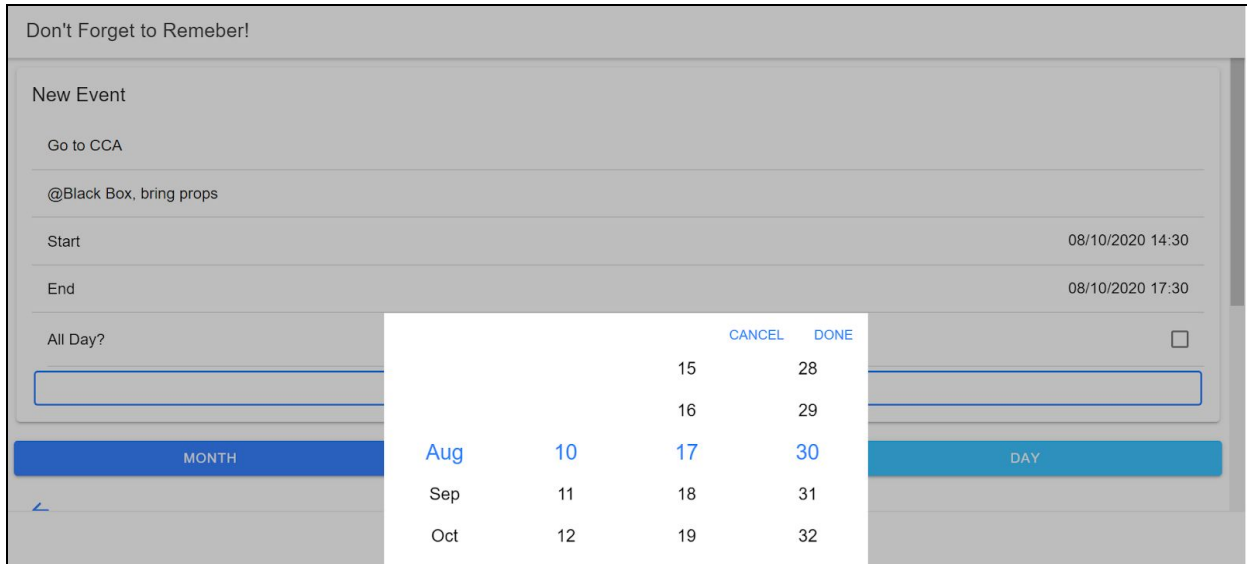 Don't Forget to Remeber!
New Event
Go to CCA
@Black Box, bring props
Start 08/10/2020 14:30
End 08/10/2020 17:30
All Day?
CANCEL DONE
15 28
16 29
Aug 10 17 30
Sep 11 18 31
Oct 12 19 32
MONTH DAY